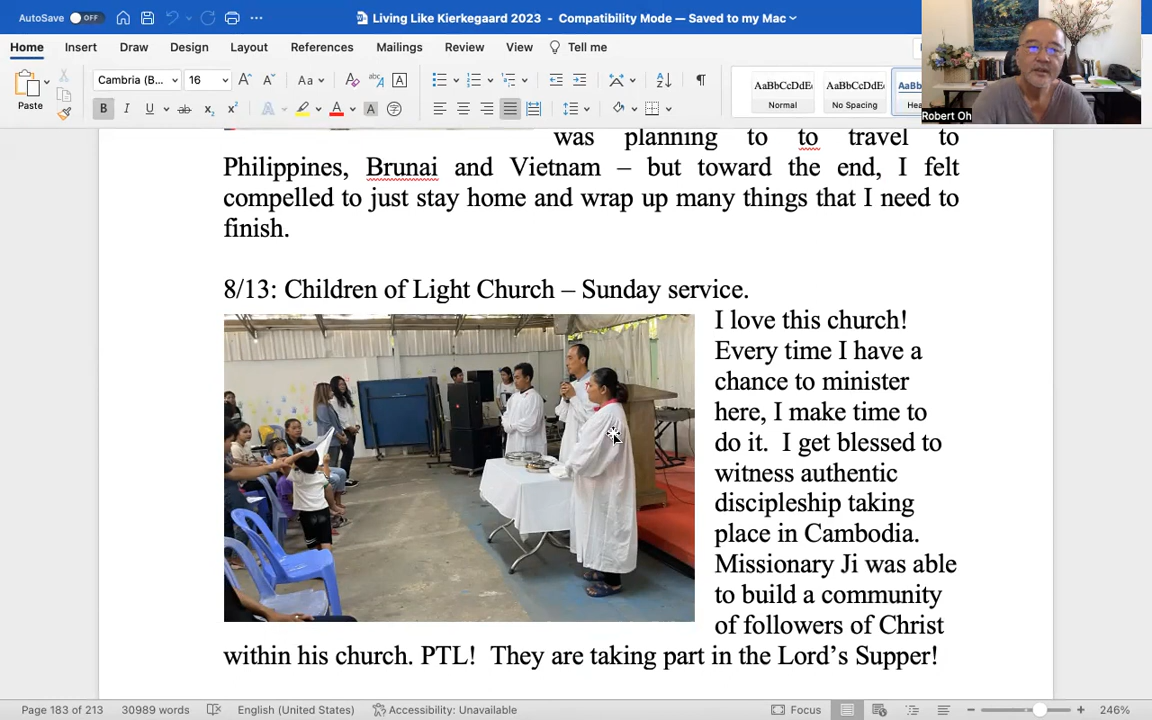 AutoSave OFF
Living Like Kierkegaard 2023 - Compatibility Mode — Saved to my Mac
Home Insert Draw Design Layout References Mailings Review View Tell me
Paste
Cambria (B... 16
AaBbCcDdE AaBbCcDdE AaBb
Normal No Spacing Hea
Robert Oh
was planning to to travel to
Philippines, Brunai and Vietnam – but toward the end, I felt
compelled to just stay home and wrap up many things that I need to
finish.
8/13: Children of Light Church – Sunday service.
I love this church!
Every time I have a
chance to minister
here, I make time to
do it. I get blessed to
witness authentic
discipleship taking
place in Cambodia.
Missionary Ji was able
to build a community
of followers of Christ
within his church. PTL! They are taking part in the Lord's Supper!
Page 183 of 213 30989 words English (United States) Accessibility: Unavailable Focus 246%